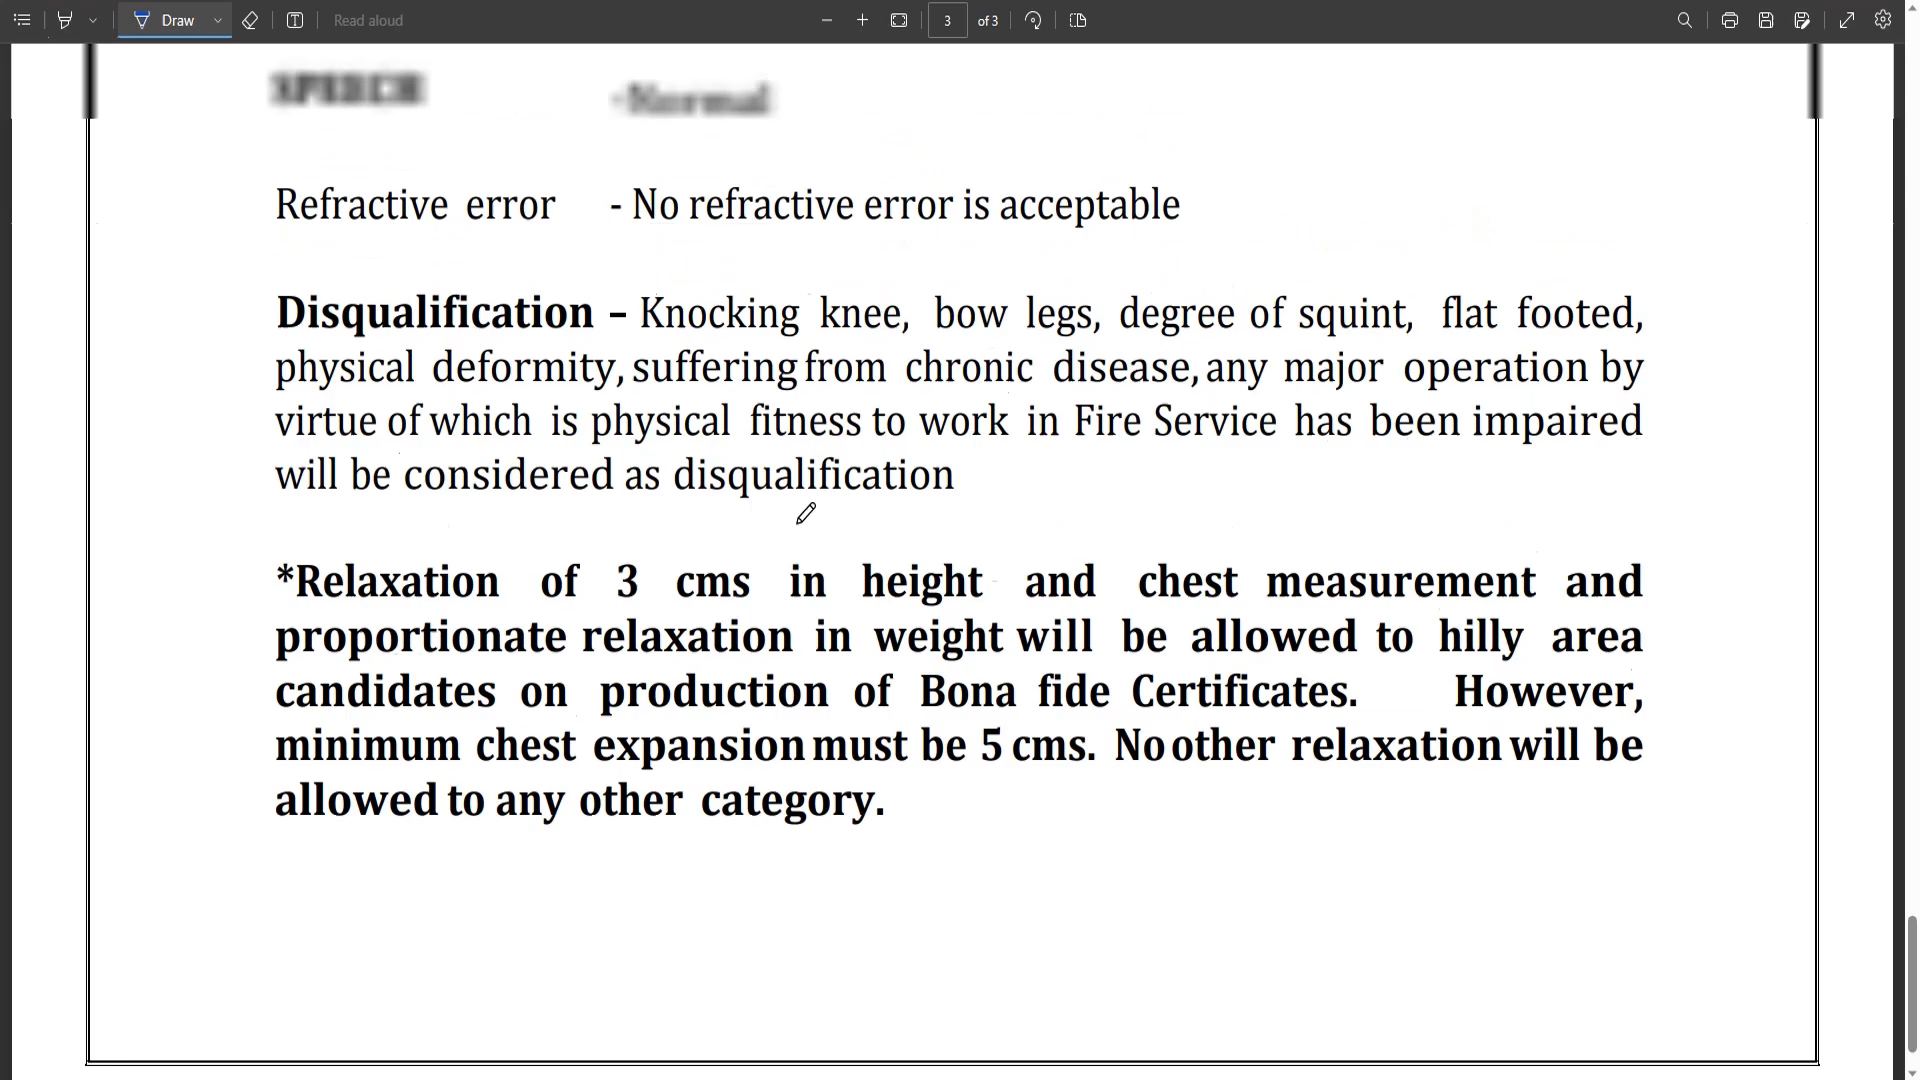 Draw
Read aloud
3 of 3
SPEECH -Normal
Refractive error - No refractive error is acceptable
Disqualification – Knocking knee, bow legs, degree of squint, flat footed,
physical deformity, suffering from chronic disease, any major operation by
virtue of which is physical fitness to work in Fire Service has been impaired
will be considered as disqualification
*Relaxation of 3 cms in height and chest measurement and
proportionate relaxation in weight will be allowed to hilly area
candidates on production of Bona fide Certificates. However,
minimum chest expansion must be 5 cms. No other relaxation will be
allowed to any other category.